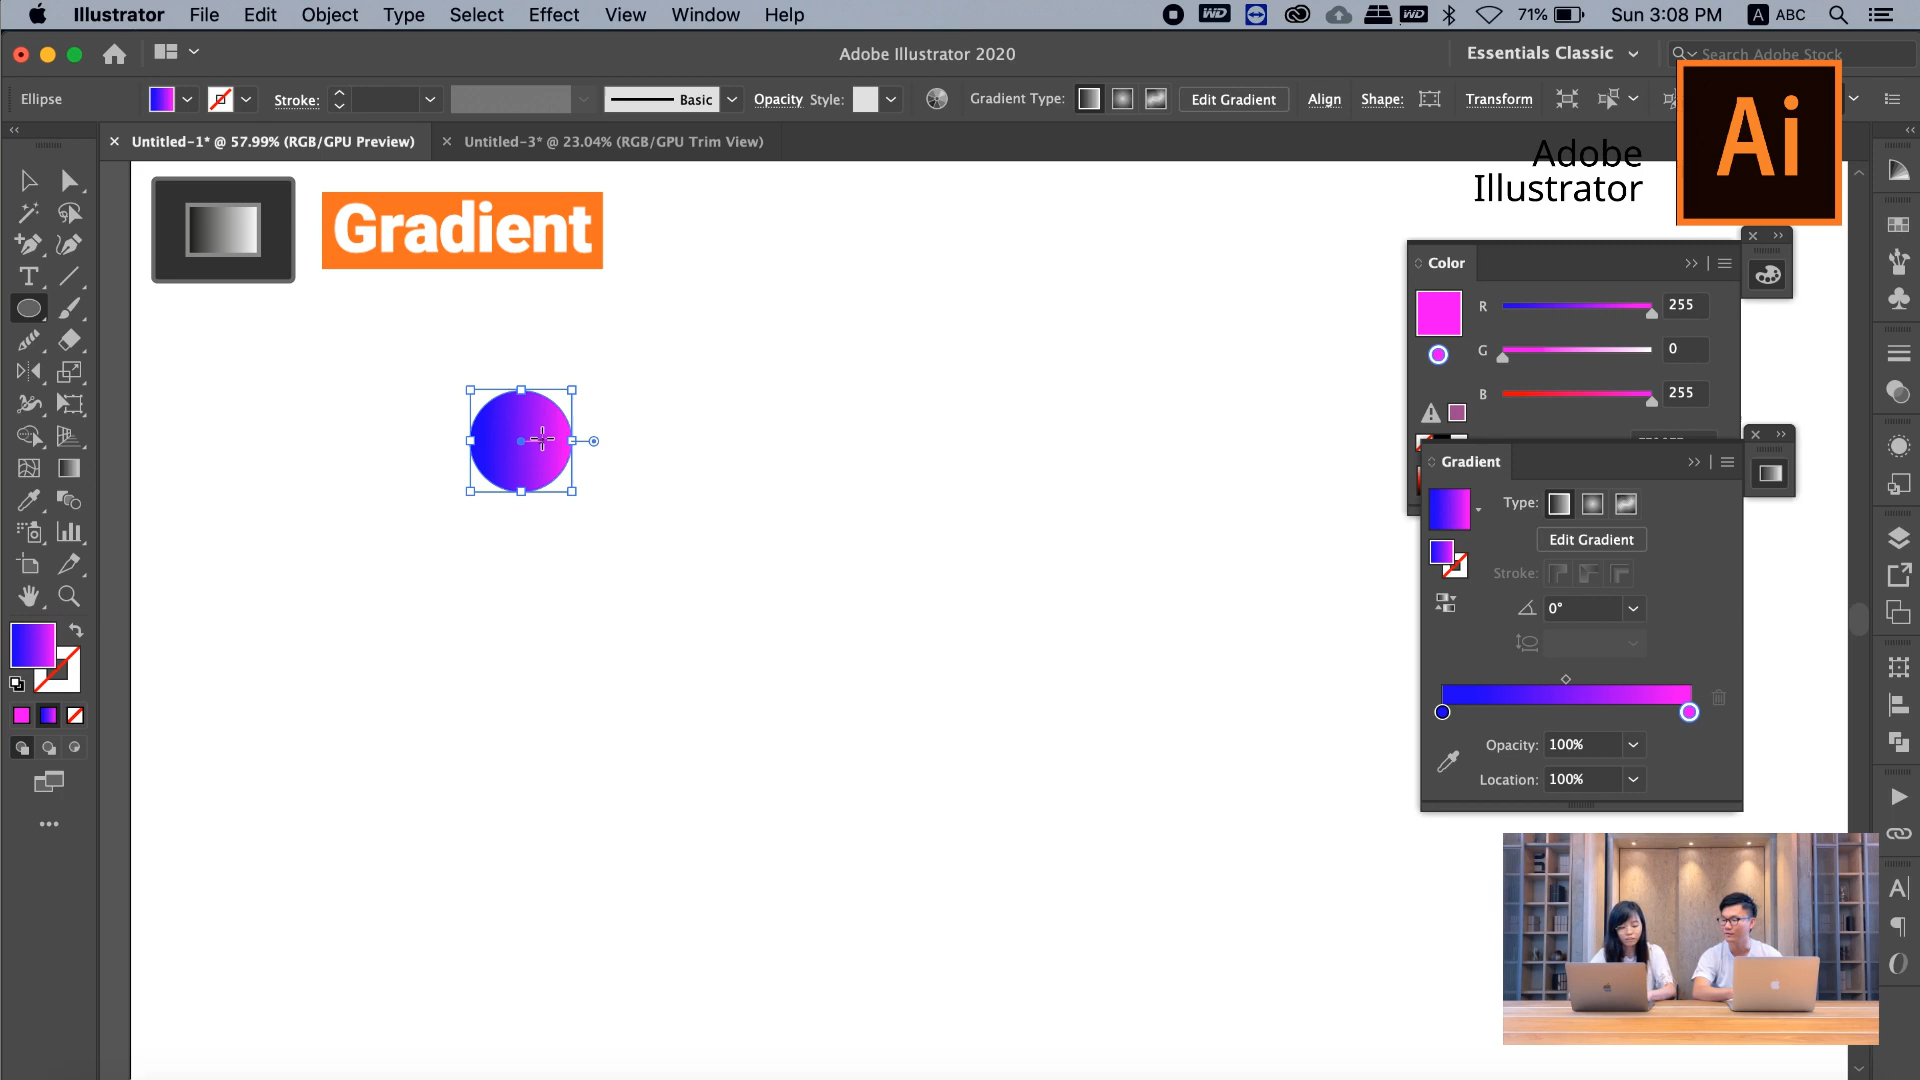 Illustrator File Edit Object Type Select Effect View Window Help WD WD 71% Sun 3:08 PM A ABC
Adobe Illustrator 2020 Essentials Classic Search Adobe Stock
Ellipse Stroke: Basic Opacity Style: Gradient Type: Edit Gradient Align Shape: Transform
Untitled-1* @ 57.99% (RGB/GPU Preview) Untitled-3* @ 23.04% (RGB/GPU Trim View)
Adobe
Illustrator
Ai
Gradient
Color
R 255
G 0
B 255
Gradient
Type:
Edit Gradient
Stroke:
0°
Opacity: 100%
Location: 100%